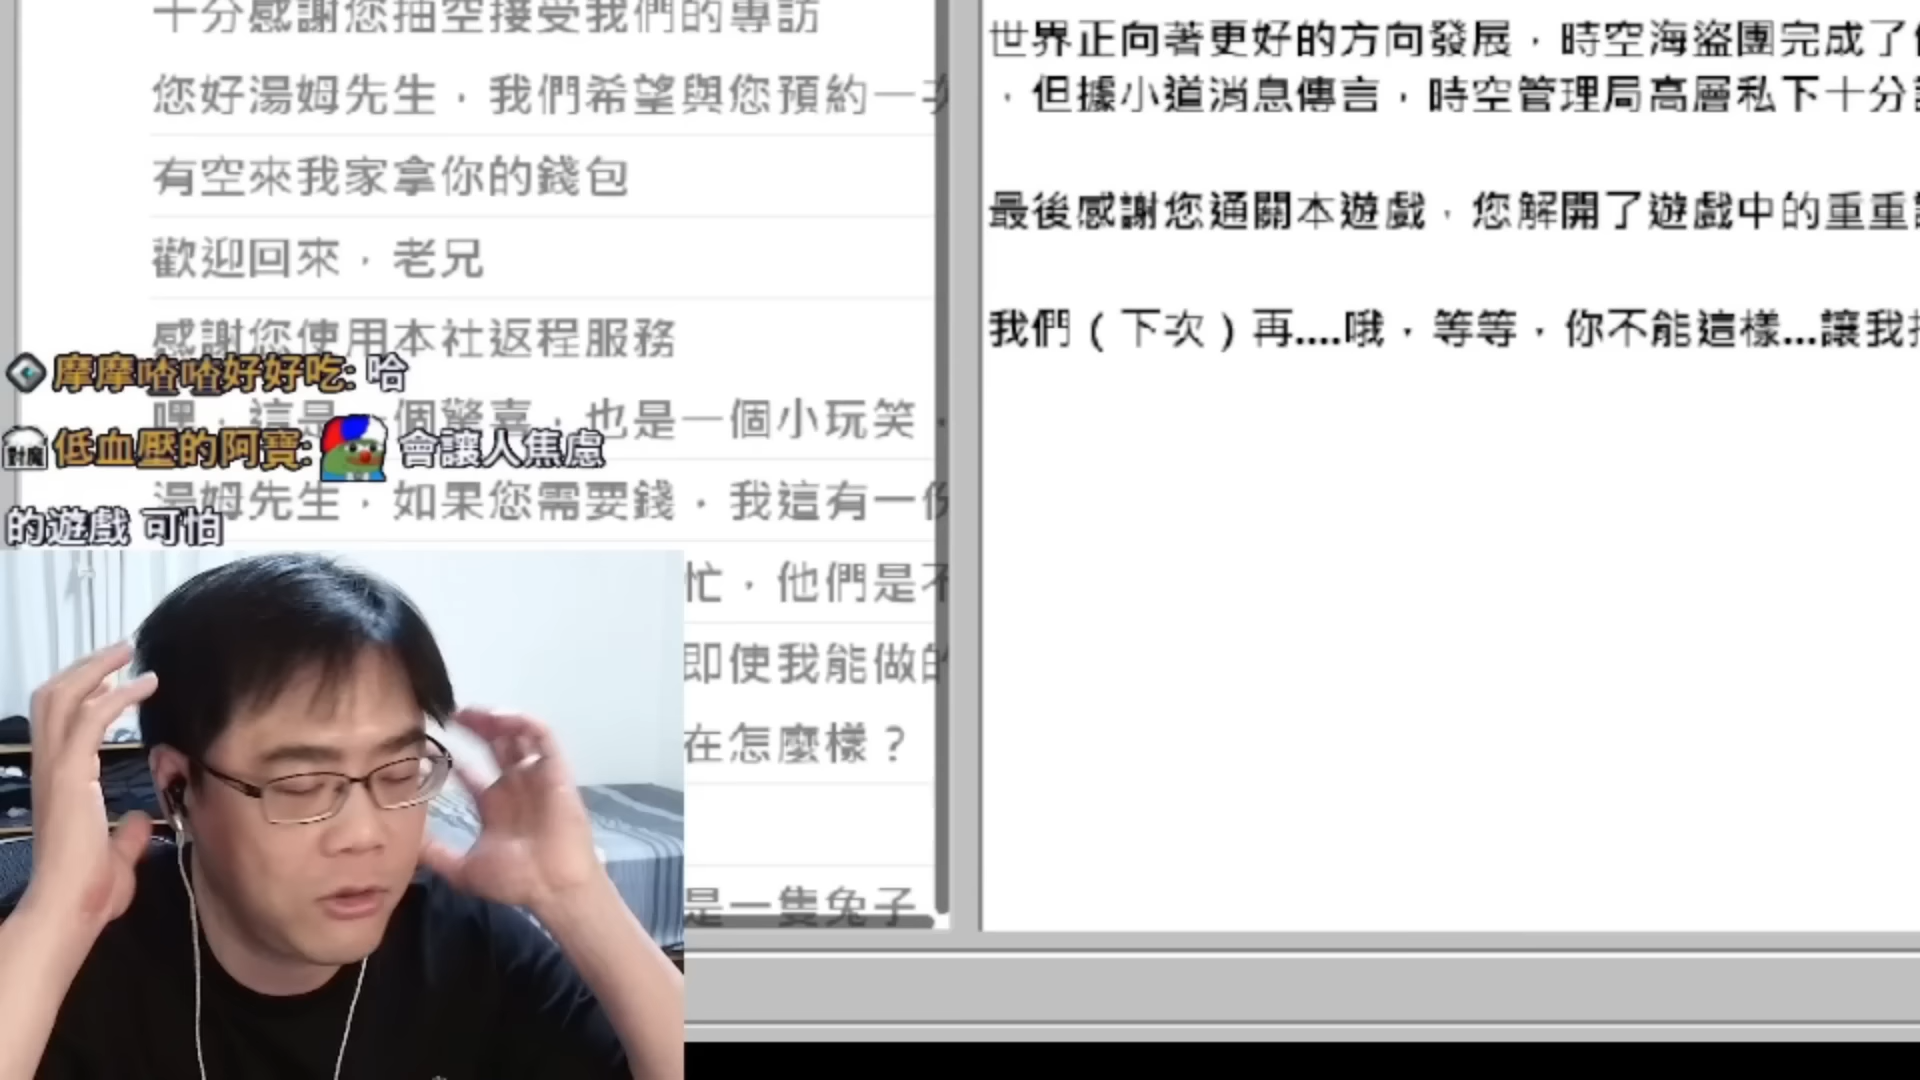 十分感謝您抽空接受我們的專訪
您好湯姆先生，我們希望與您預約一次
有空來我家拿你的錢包
歡迎回來，老兄
感謝您使用本社返程服務
嘿，這是一個驚喜，也是一個小玩笑，
湯姆先生，如果您需要錢，我這有一份
忙，他們是不
即使我能做的
在怎麼樣？
是一隻兔子
摩摩喳喳好好吃: 哈
對魔 低血壓的阿寶: 會讓人焦慮
的遊戲 可怕
世界正向著更好的方向發展，時空海盜團完成了
，但據小道消息傳言，時空管理局高層私下十分
最後感謝您通關本遊戲，您解開了遊戲中的重重
我們（下次）再....哦，等等，你不能這樣...讓我